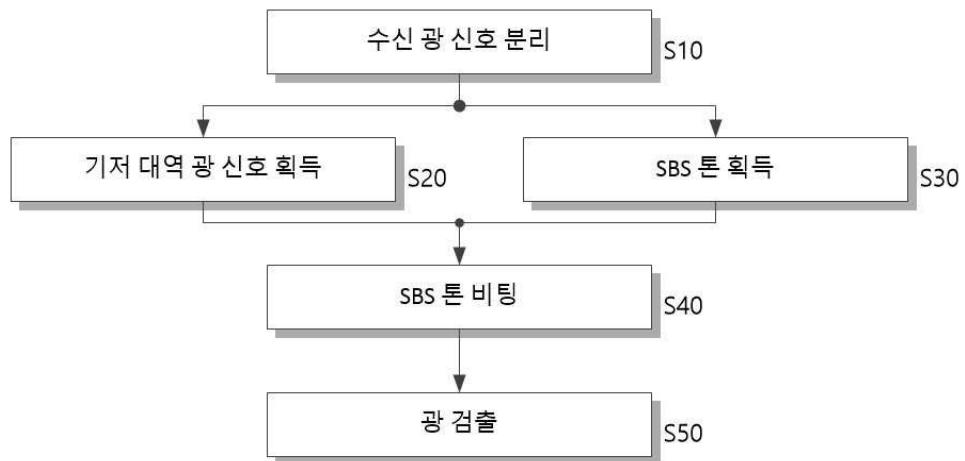 수신 광 신호 분리
S10
기저 대역 광 신호 획득
S20
SBS 톤 획득
S30
SBS 톤 비팅
S40
광 검출
S50